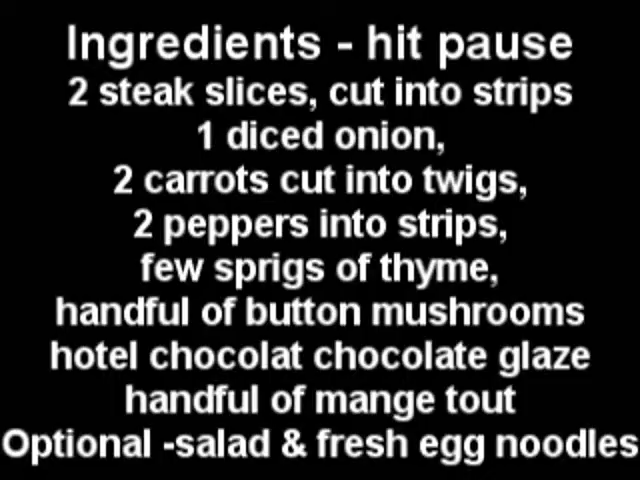 Ingredients - hit pause
2 steak slices, cut into strips
1 diced onion,
2 carrots cut into twigs,
2 peppers into strips,
few sprigs of thyme,
handful of button mushrooms
hotel chocolat chocolate glaze
handful of mange tout
Optional -salad & fresh egg noodles